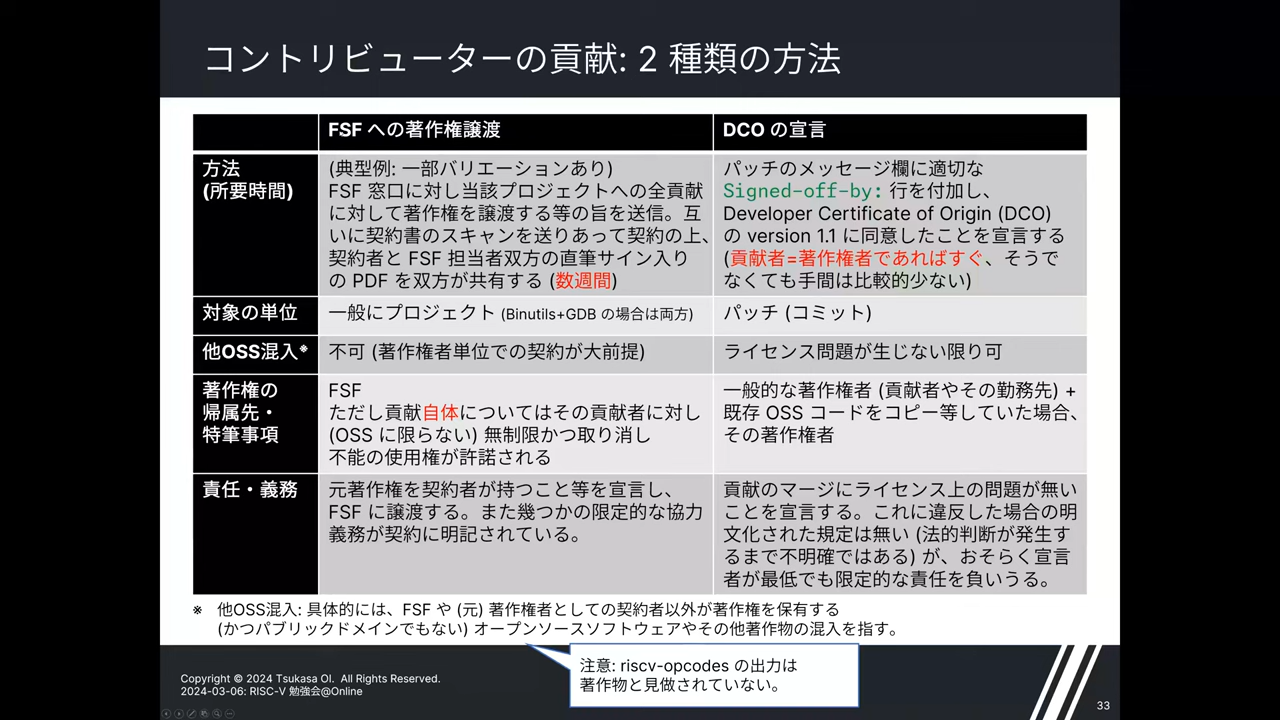 コントリビューターの貢献: 2 種類の方法
FSF への著作権譲渡
DCO の宣言
方法
(所要時間)
(典型例: 一部バリエーションあり)
FSF 窓口に対し当該プロジェクトへの全貢献
に対して著作権を譲渡する等の旨を送信。互
いに契約書のスキャンを送りあって契約の上、
契約者と FSF 担当者双方の直筆サイン入り
の PDF を双方が共有する (数週間)
パッチのメッセージ欄に適切な
Signed-off-by: 行を付加し、
Developer Certificate of Origin (DCO)
の version 1.1 に同意したことを宣言する
(貢献者=著作権者であればすぐ、そうで
なくても手間は比較的少ない)
対象の単位
一般にプロジェクト (Binutils+GDB の場合は両方)
パッチ (コミット)
他OSS混入※
不可 (著作権者単位での契約が大前提)
ライセンス問題が生じない限り可
著作権の
帰属先・
特筆事項
FSF
ただし貢献自体についてはその貢献者に対し
(OSS に限らない) 無制限かつ取り消し
不能の使用権が許諾される
一般的な著作権者 (貢献者やその勤務先) +
既存 OSS コードをコピー等していた場合、
その著作権者
責任・義務
元著作権を契約者が持つこと等を宣言し、
FSF に譲渡する。また幾つかの限定的な協力
義務が契約に明記されている。
貢献のマージにライセンス上の問題が無い
ことを宣言する。これに違反した場合の明
文化された規定は無い (法的判断が発生す
るまで不明確ではある) が、おそらく宣言
者が最低でも限定的な責任を負いうる。
※ 他OSS混入: 具体的には、FSF や (元) 著作権者としての契約者以外が著作権を保有する
(かつパブリックドメインでもない) オープンソースソフトウェアやその他著作物の混入を指す。
注意: riscv-opcodes の出力は
著作物と見做されていない。
Copyright © 2024 Tsukasa OI. All Rights Reserved.
2024-03-06: RISC-V 勉強会@Online
33